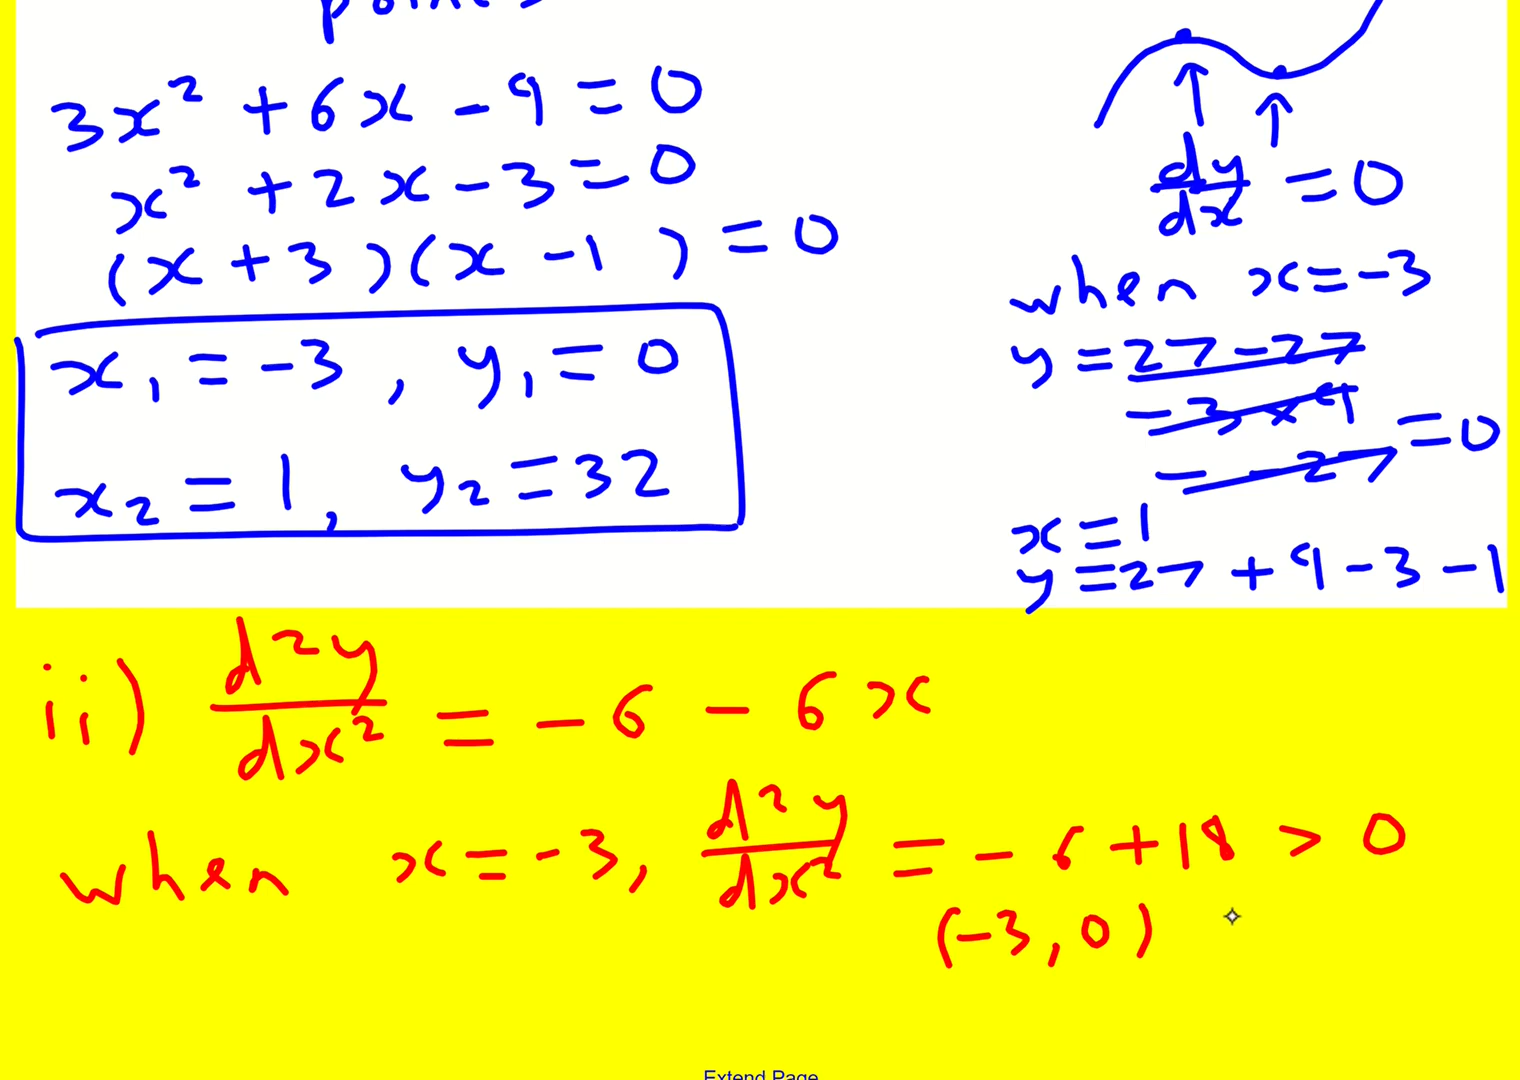 points
3x² + 6x - 9 = 0
x² + 2x - 3 = 0
(x + 3)(x - 1) = 0
x₁ = -3, y₁ = 0
x₂ = 1, y₂ = 32
dy/dx = 0
when x = -3
y = 27 - 27
- 3 x 9
- - 27 = 0
x = 1
y = 27 + 9 - 3 - 1
ii) d²y/dx² = - 6 - 6x
when x = -3, d²y/dx² = - 6 + 18 > 0
(-3, 0)
Extend Page